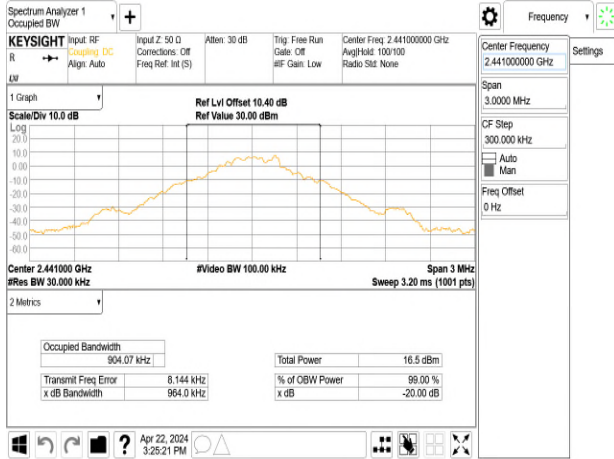 Spectrum Analyzer 1
Occupied BW
Frequency
KEYSIGHT
R
Input: RF
Coupling: DC
Align: Auto
Input Z: 50 Ω
Corrections: Off
Freq Ref: Int (S)
Atten: 30 dB
Trig: Free Run
Gate: Off
#IF Gain: Low
Center Freq: 2.441000000 GHz
Avg|Hold: 100/100
Radio Std: None
Center Frequency
2.441000000 GHz
Settings
Span
3.0000 MHz
CF Step
300.000 kHz
Auto
Man
Freq Offset
0 Hz
1 Graph
Scale/Div 10.0 dB
Ref Lvl Offset 10.40 dB
Ref Value 30.00 dBm
Log
20.0
10.0
0.00
-10.0
-20.0
-30.0
-40.0
-50.0
-60.0
Center 2.441000 GHz
#Video BW 100.00 kHz
Span 3 MHz
#Res BW 30.000 kHz
Sweep 3.20 ms (1001 pts)
2 Metrics
Occupied Bandwidth
904.07 kHz
Total Power 16.5 dBm
Transmit Freq Error 8.144 kHz
% of OBW Power 99.00 %
x dB Bandwidth 964.0 kHz
x dB -20.00 dB
Apr 22, 2024
3:25:21 PM